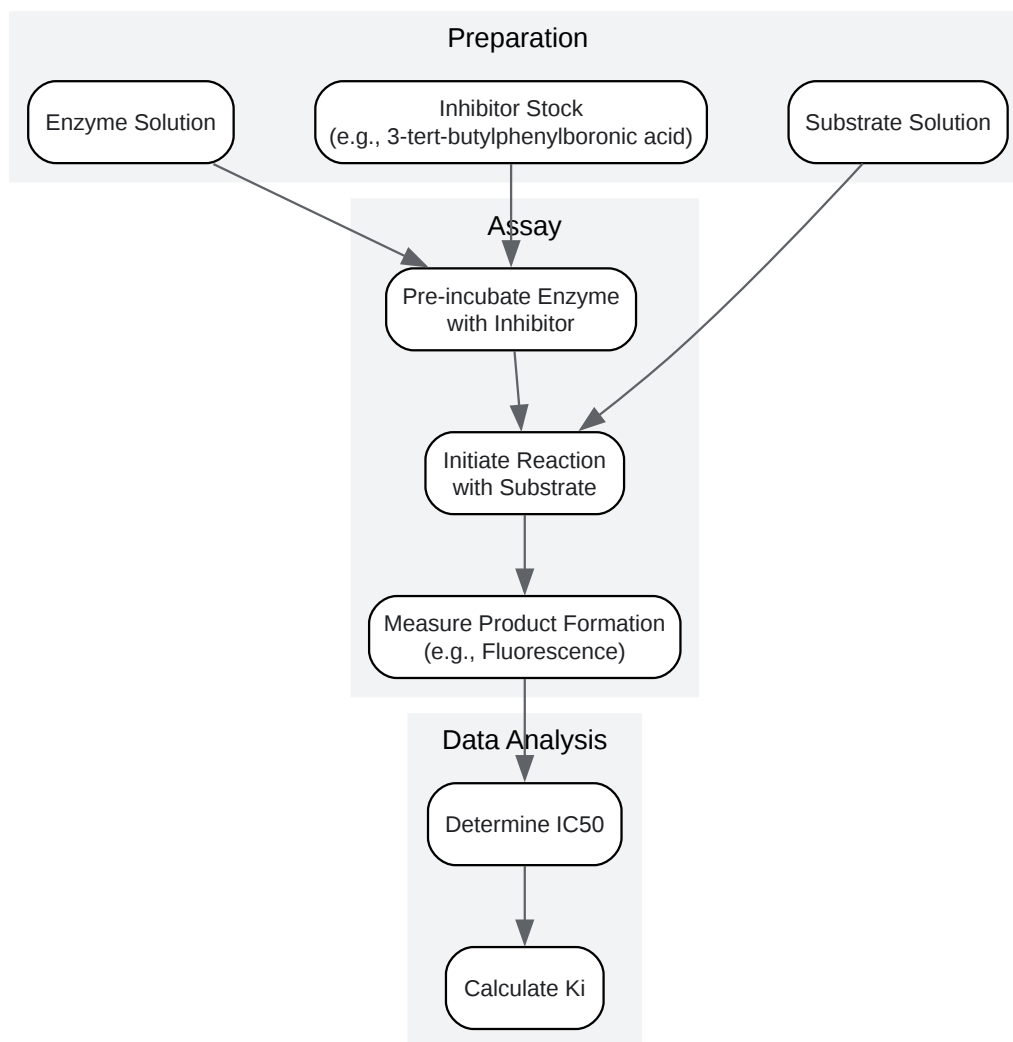 Preparation
Enzyme Solution
Inhibitor Stock
(e.g., 3-tert-butylphenylboronic acid)
Substrate Solution
Assay
Pre-incubate Enzyme
with Inhibitor
Initiate Reaction
with Substrate
Measure Product Formation
(e.g., Fluorescence)
Data Analysis
Determine IC50
Calculate Ki